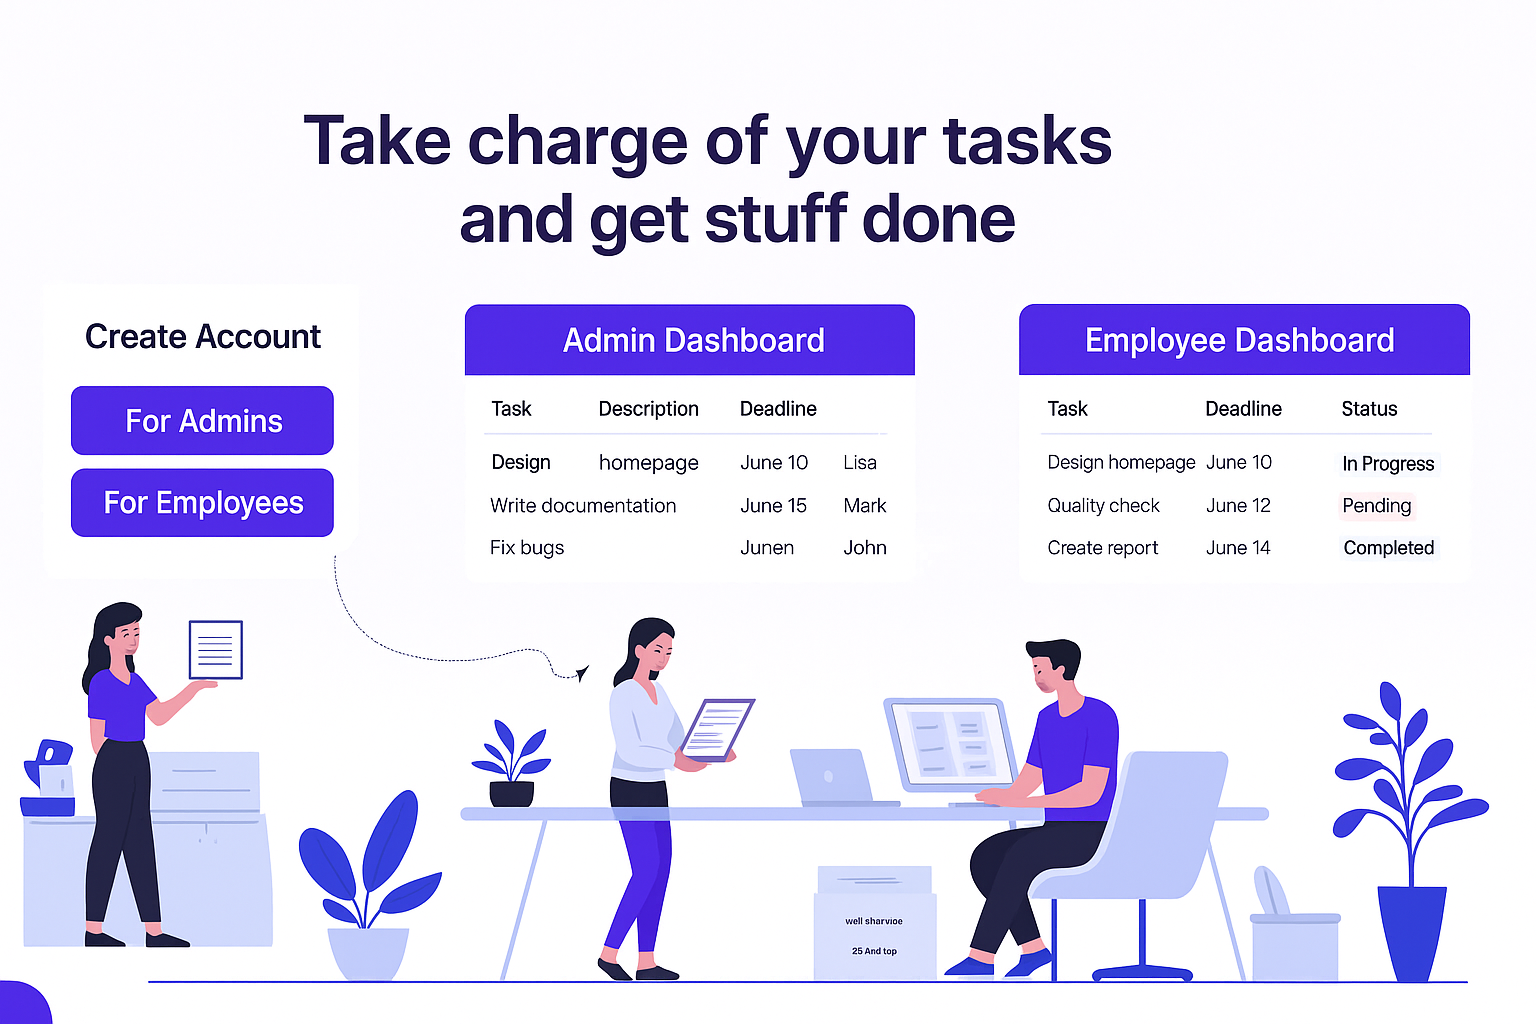 Take charge of your tasks
and get stuff done
Create Account
For Admins
For Employees
Admin Dashboard
Task Description Deadline
Design homepage June 10 Lisa
Write documentation June 15 Mark
Fix bugs Junen John
Employee Dashboard
Task Deadline Status
Design homepage June 10 In Progress
Quality check June 12 Pending
Create report June 14 Completed
well sharvioe
25 And top